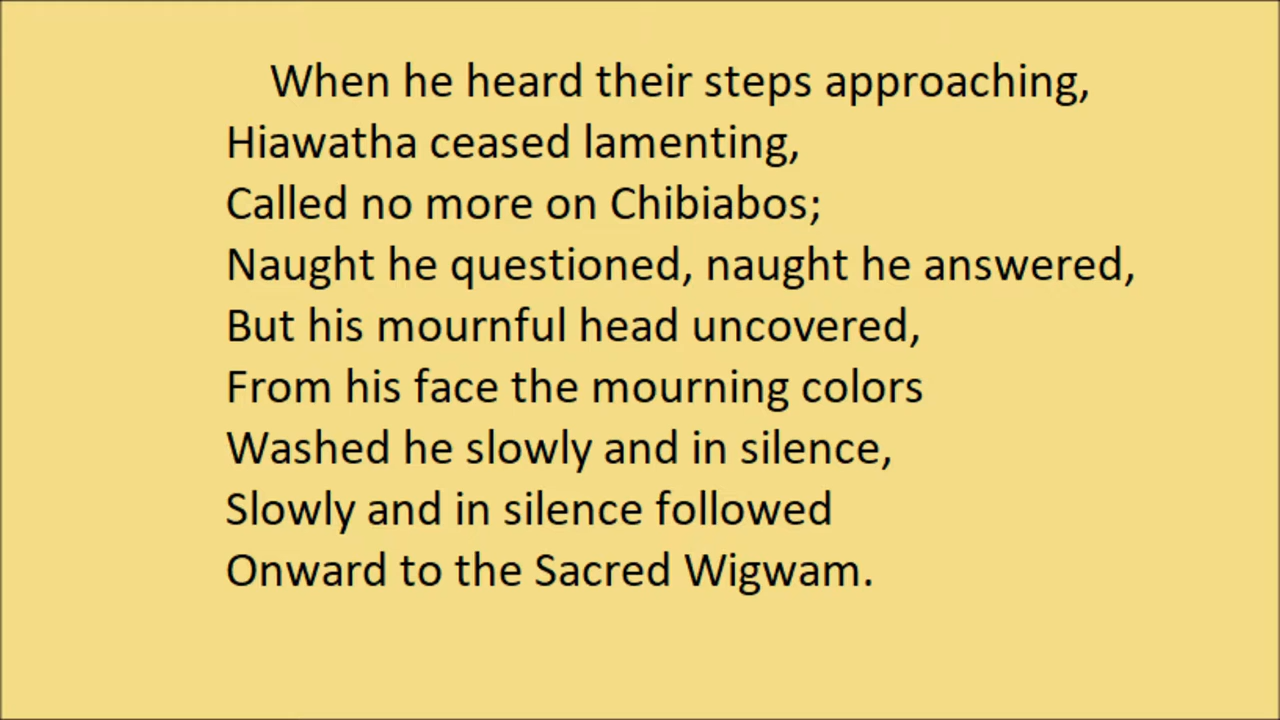 When he heard their steps approaching,
Hiawatha ceased lamenting,
Called no more on Chibiabos;
Naught he questioned, naught he answered,
But his mournful head uncovered,
From his face the mourning colors
Washed he slowly and in silence,
Slowly and in silence followed
Onward to the Sacred Wigwam.